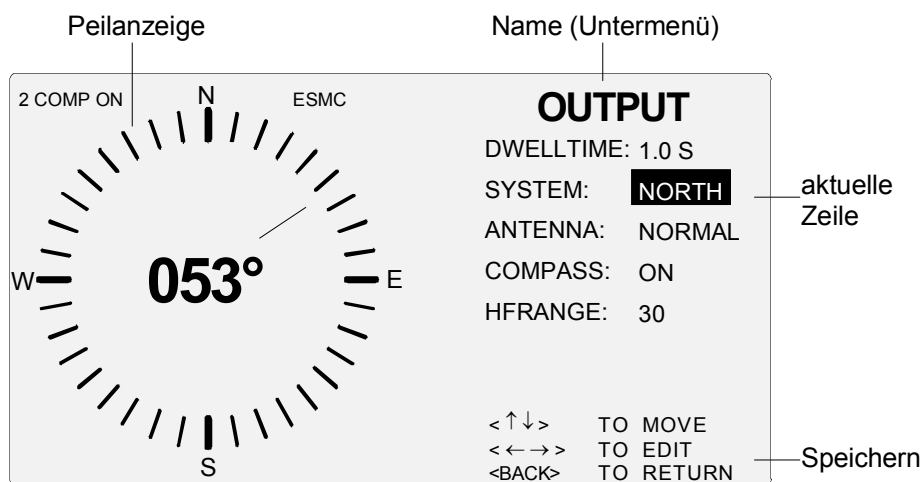 Peilanzeige
Name (Untermenü)
2 COMP ON
N
ESMC
OUTPUT
DWELLTIME: 1.0 S
SYSTEM: NORTH
aktuelle
Zeile
ANTENNA: NORMAL
W
053°
E
COMPASS: ON
HFRANGE: 30
S
<↑↓> TO MOVE
<←→> TO EDIT
<BACK> TO RETURN
Speichern